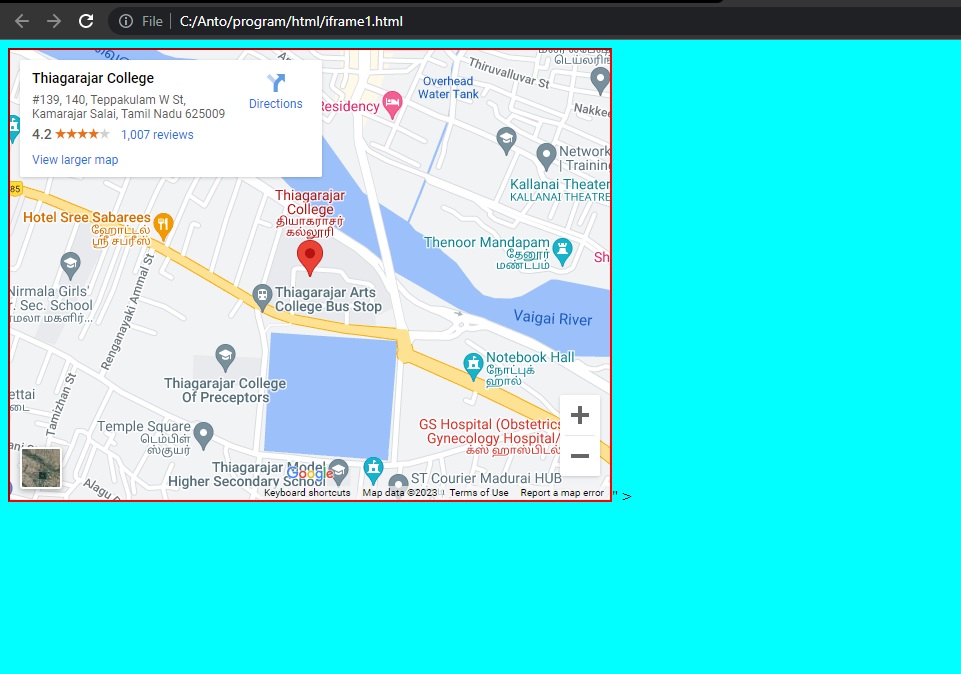 File
C:/Anto/program/html/iframe1.html
Thiagarajar College
#139, 140, Teppakulam W St,
Kamarajar Salai, Tamil Nadu 625009
4.2
1,007 reviews
View larger map
Directions
Residency
Overhead
Water Tank
Thiruvalluvar St
Nakkee
Network
| Training
Kallanai Theater
KALLANAI THEATRE
85
Thiagarajar
College
தியாகராசர்
கல்லூரி
Hotel Sree Sabarees
ஹோட்டல்
ஸ்ரீ சபரீஸ்
Thenoor Mandapam
தேனூர்
மண்டபம்
Sh
Nirmala Girls'
r. Sec. School
ர்மலா மகளிர்...
Renganayaki Ammal St
Thiagarajar Arts
College Bus Stop
Vaigai River
Thiagarajar College
Of Preceptors
Notebook Hall
நோட்புக்
ஹால்
ettai
டை
Tamizhan St
Temple Square
டெம்பிள்
ஸ்குயர்
GS Hospital (Obstetrics
Gynecology Hospital/
க்ஸ் ஹாஸ்பிடல்
Thiagarajar Model
Higher Secondary School
Google
ST Courier Madurai HUB
Alagu
Keyboard shortcuts
Map data ©2023
Terms of Use
Report a map error
" >